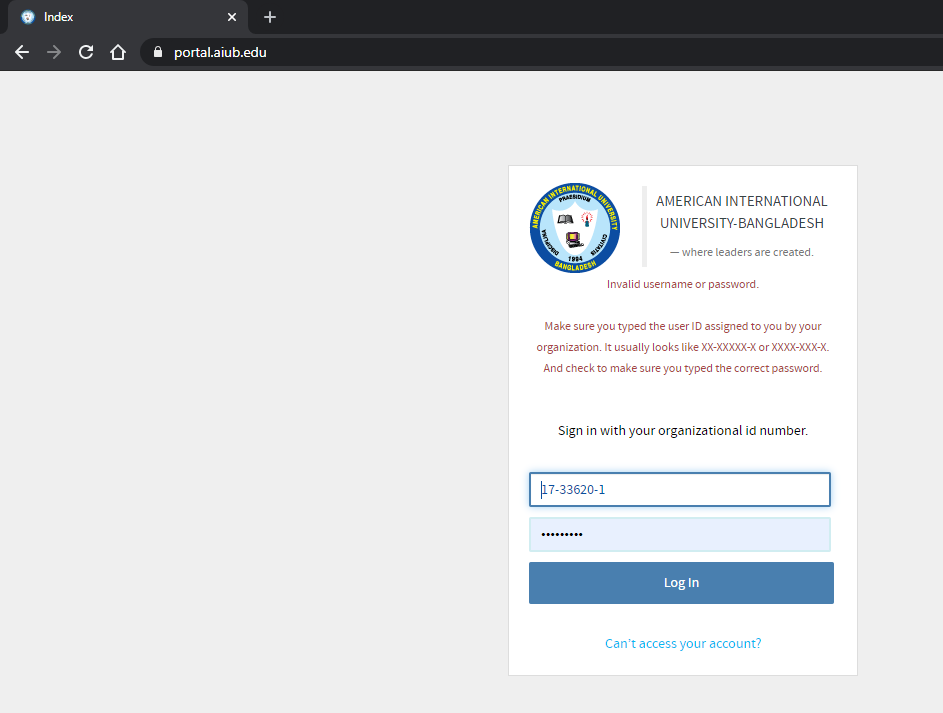 Index
portal.aiub.edu
AMERICAN INTERNATIONAL UNIVERSITY
PRAESIDIUM
DISCIPLINA
CIVITATIS
1994
BANGLADESH
AMERICAN INTERNATIONAL
UNIVERSITY-BANGLADESH
— where leaders are created.
Invalid username or password.
Make sure you typed the user ID assigned to you by your
organization. It usually looks like XX-XXXXX-X or XXXX-XXX-X.
And check to make sure you typed the correct password.
Sign in with your organizational id number.
17-33620-1
•••••••••
Log In
Can't access your account?